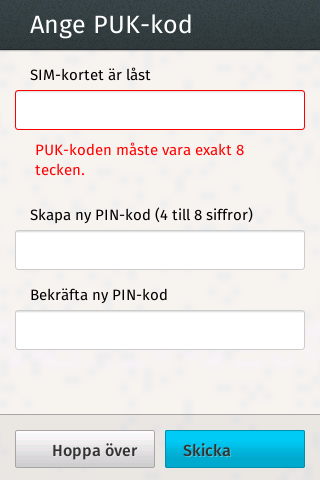 Ange PUK-kod
SIM-kortet är låst
PUK-koden måste vara exakt 8
tecken.
Skapa ny PIN-kod (4 till 8 siffror)
Bekräfta ny PIN-kod
Hoppa över
Skicka